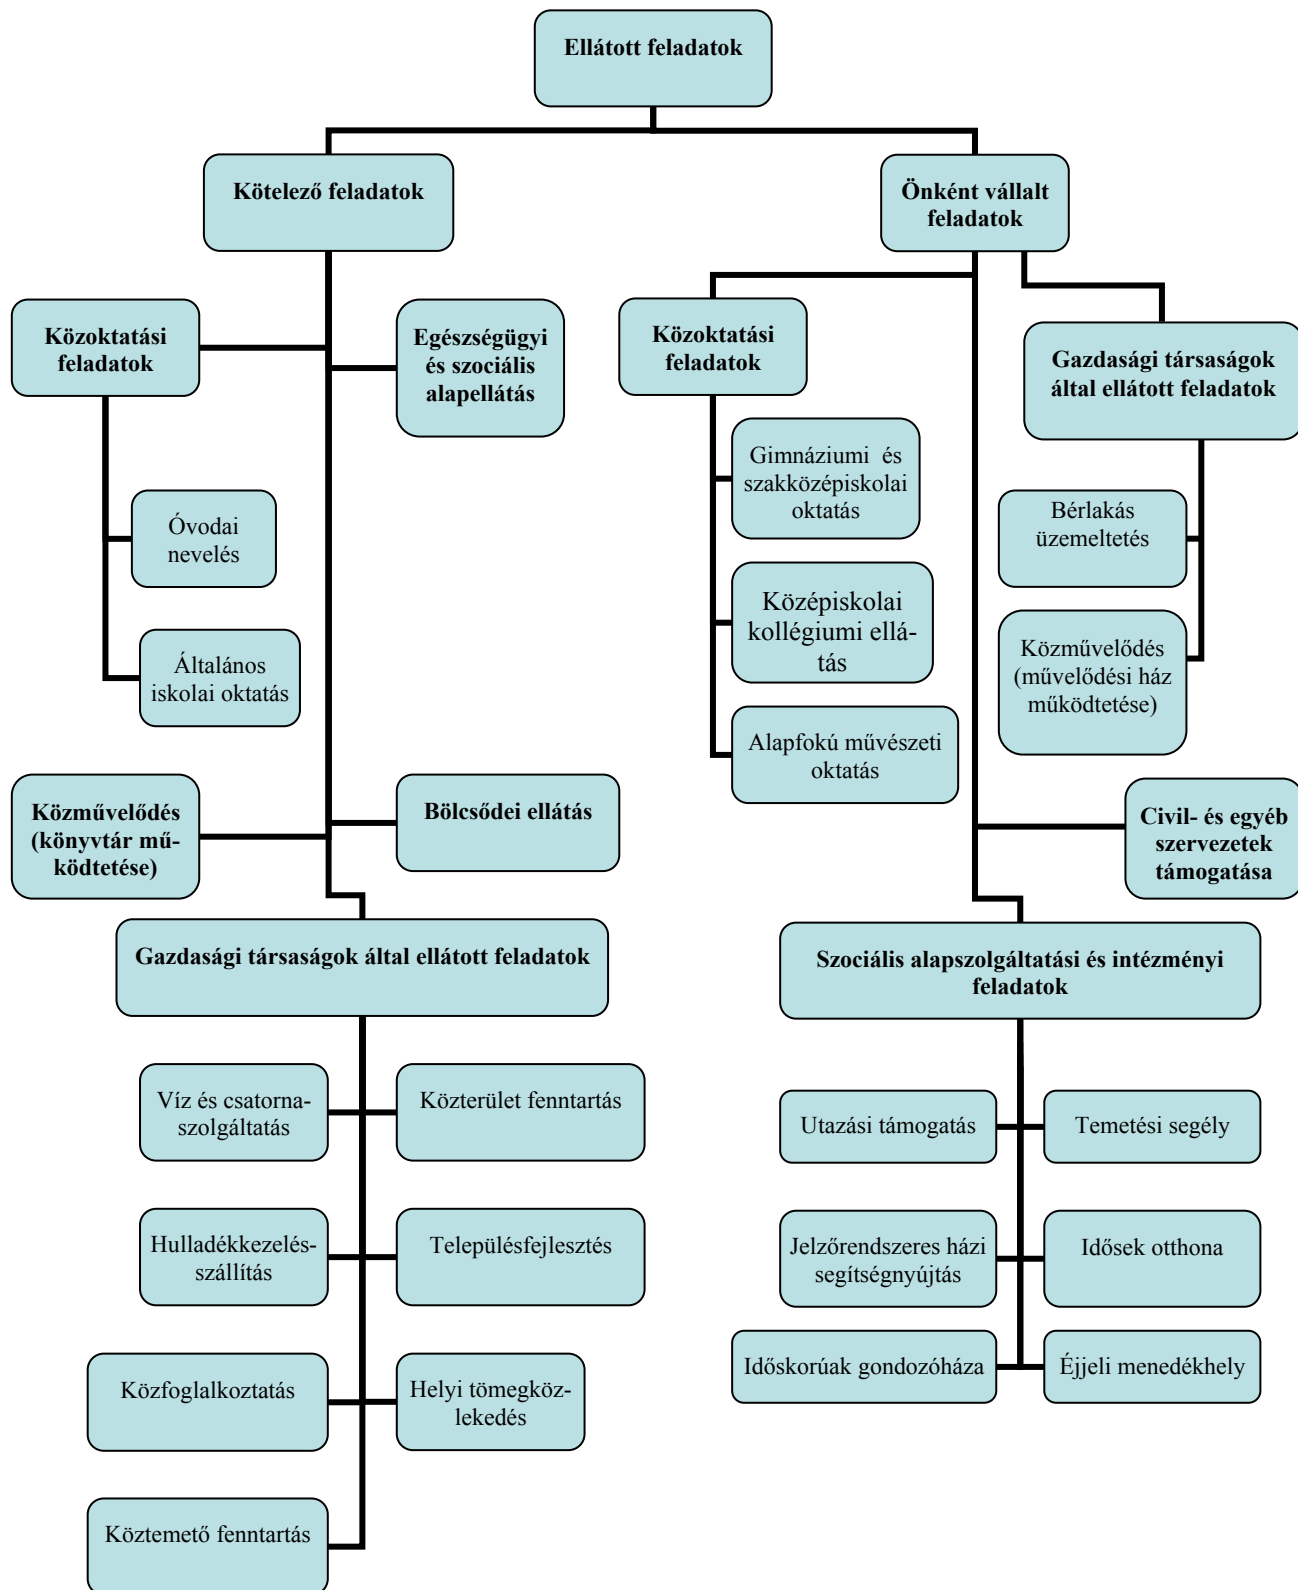 Ellátott feladatok
Kötelező feladatok
Önként vállalt
feladatok
Közoktatási
feladatok
Egészségügyi
és szociális
alapellátás
Közoktatási
feladatok
Gazdasági társaságok
által ellátott feladatok
Óvodai
nevelés
Általános
iskolai oktatás
Gimnáziumi és
szakközépiskolai
oktatás
Középiskolai
kollégiumi ellá-
tás
Alapfokú művészeti
oktatás
Bérlakás
üzemeltetés
Közművelődés
(művelődési ház
működtetése)
Közművelődés
(könyvtár mű-
ködtetése)
Bölcsődei ellátás
Civil- és egyéb
szervezetek
támogatása
Gazdasági társaságok által ellátott feladatok
Szociális alapszolgáltatási és intézményi
feladatok
Víz és csatorna-
szolgáltatás
Közterület fenntartás
Hulladékkezelés-
szállítás
Településfejlesztés
Közfoglalkoztatás
Helyi tömegköz-
lekedés
Köztemető fenntartás
Utazási támogatás
Temetési segély
Jelzőrendszeres házi
segítségnyújtás
Idősek otthona
Időskorúak gondozóháza
Éjjeli menedékhely